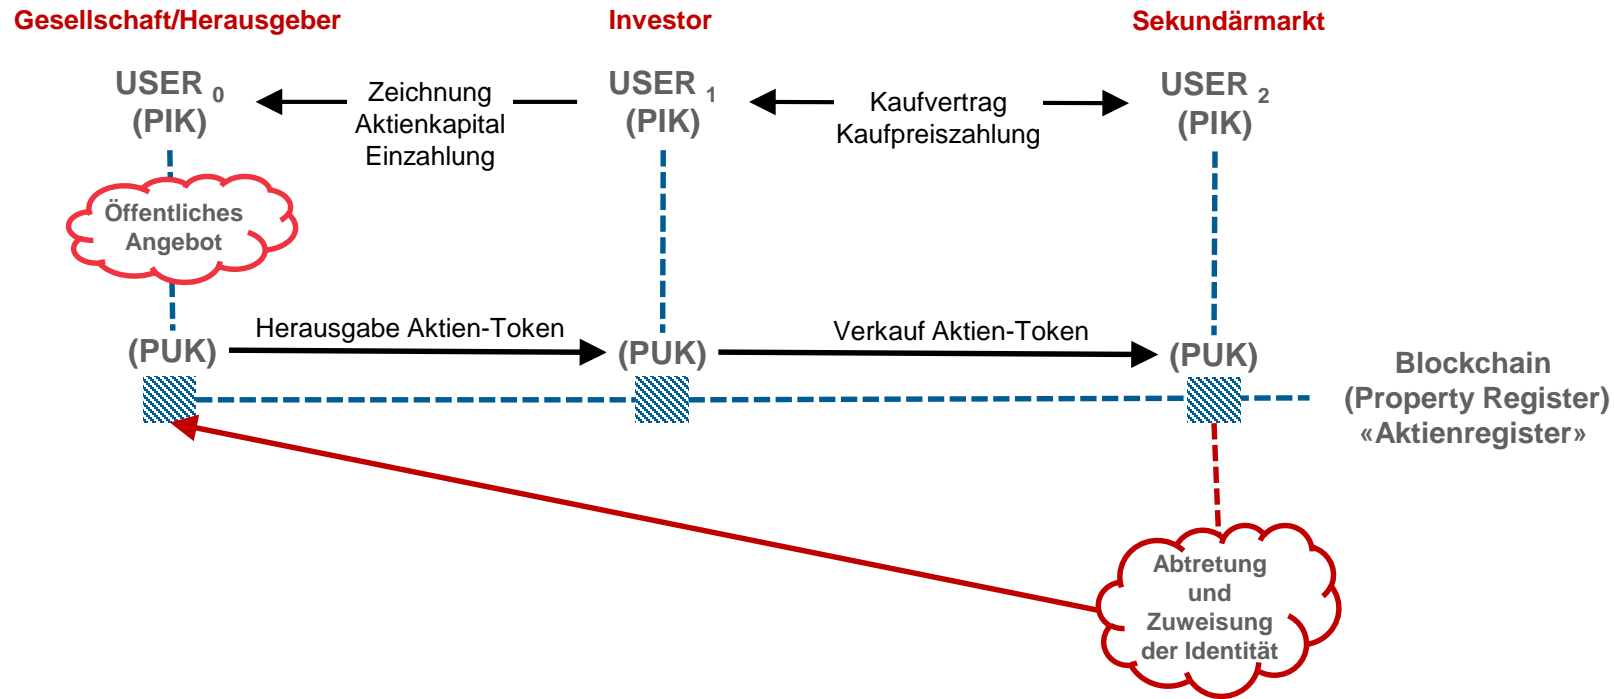 Gesellschaft/Herausgeber
Investor
Sekundärmarkt
USER 0
(PIK)
Zeichnung
Aktienkapital
Einzahlung
USER 1
(PIK)
Kaufvertrag
Kaufpreiszahlung
USER 2
(PIK)
Öffentliches
Angebot
(PUK)
Herausgabe Aktien-Token
(PUK)
Verkauf Aktien-Token
(PUK)
Blockchain
(Property Register)
«Aktienregister»
Abtretung
und
Zuweisung
der Identität